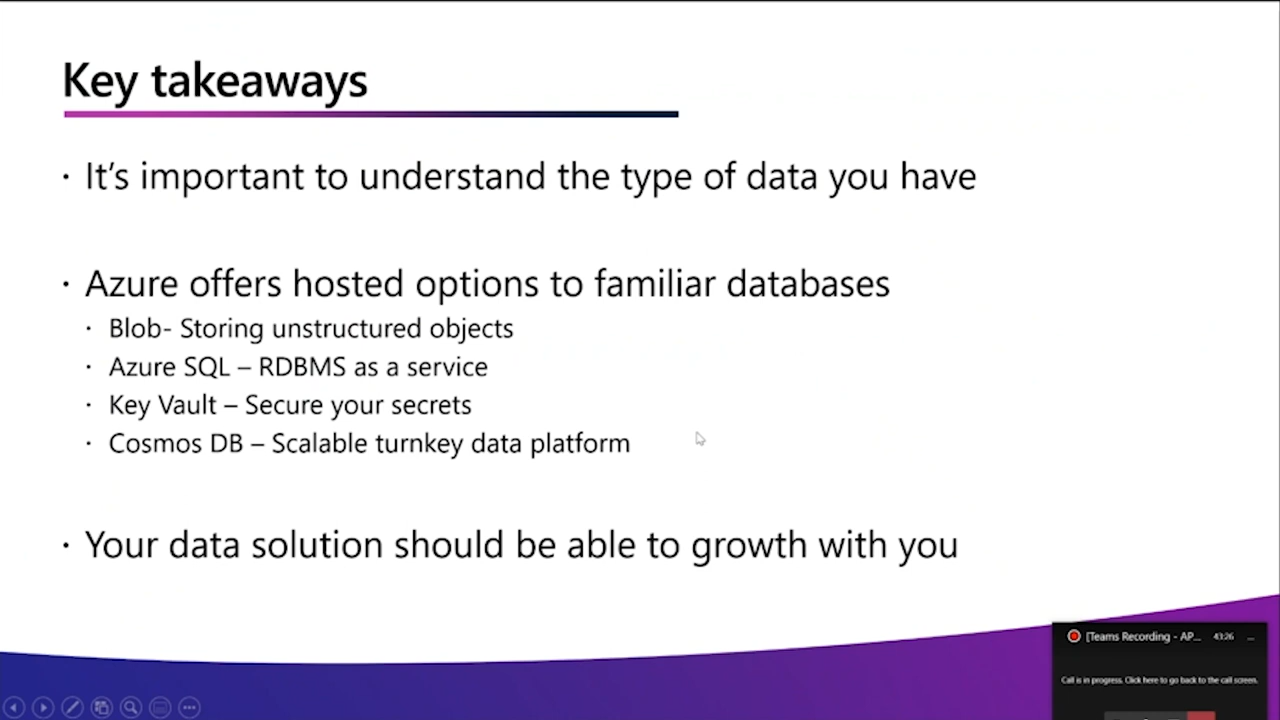 Key takeaways
· It's important to understand the type of data you have
· Azure offers hosted options to familiar databases
· Blob- Storing unstructured objects
· Azure SQL – RDBMS as a service
· Key Vault – Secure your secrets
· Cosmos DB – Scalable turnkey data platform
· Your data solution should be able to growth with you
[Teams Recording - AP... 43:26 ...
Call is in progress. Click here to go back to the call screen.